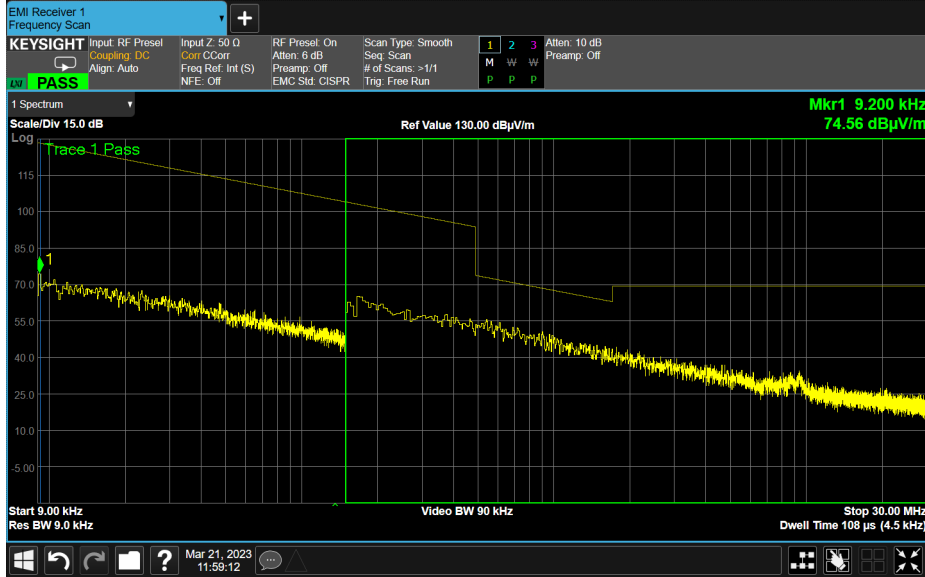 EMI Receiver 1
Frequency Scan
KEYSIGHT
Input: RF Presel
Coupling: DC
Align: Auto
Input Z: 50 Ω
Corr CCorr
Freq Ref: Int (S)
NFE: Off
RF Presel: On
Atten: 6 dB
Preamp: Off
EMC Std: CISPR
Scan Type: Smooth
Seq: Scan
# of Scans: >1/1
Trig: Free Run
1 2 3
M W W
P P P
Atten: 10 dB
Preamp: Off
LXI
PASS
1 Spectrum
Mkr1 9.200 kHz
Scale/Div 15.0 dB
Ref Value 130.00 dBµV/m
74.56 dBµV/m
Log
Trace 1 Pass
115
100
85.0
1
70.0
55.0
40.0
25.0
10.0
-5.00
Start 9.00 kHz
Video BW 90 kHz
Stop 30.00 MHz
Res BW 9.0 kHz
Dwell Time 108 µs (4.5 kHz)
?
Mar 21, 2023
11:59:12